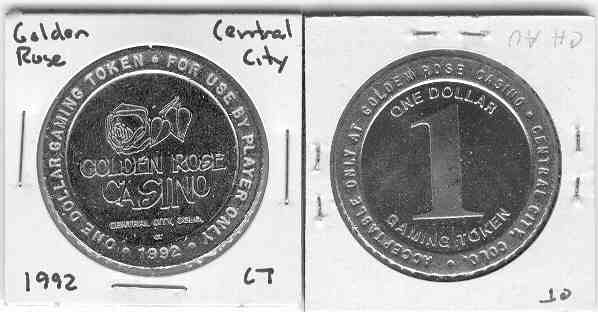 Golden Rose
Central City
ONE DOLLAR GAMING TOKEN • FOR USE BY PLAYER ONLY •
GOLDEN ROSE
CASINO
CENTRAL CITY, COLO.
CT
• 1992 •
1992
CT
CH AU
ACCEPTABLE ONLY AT GOLDEN ROSE CASINO • CENTRAL CITY, COLO. •
ONE DOLLAR
1
GAMING TOKEN
10